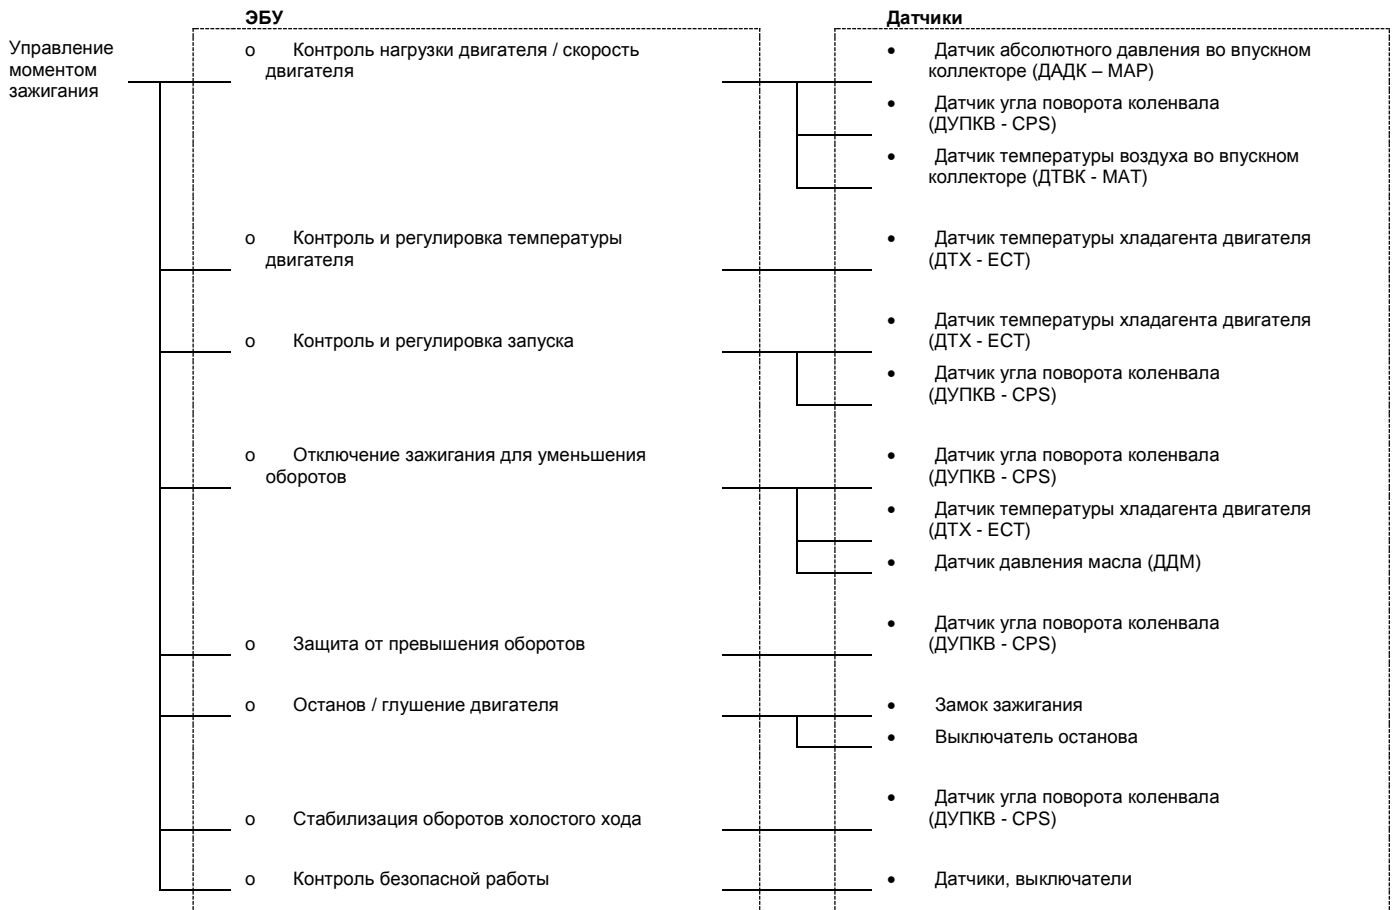 ЭБУ
Датчики
Управление
моментом
зажигания
o Контроль нагрузки двигателя / скорость
двигателя
• Датчик абсолютного давления во впускном
коллекторе (ДАДК – MAP)
• Датчик угла поворота коленвала
(ДУПКВ - CPS)
• Датчик температуры воздуха во впускном
коллекторе (ДТВК - MAT)
o Контроль и регулировка температуры
двигателя
• Датчик температуры хладагента двигателя
(ДТХ - ECT)
o Контроль и регулировка запуска
• Датчик температуры хладагента двигателя
(ДТХ - ECT)
• Датчик угла поворота коленвала
(ДУПКВ - CPS)
o Отключение зажигания для уменьшения
оборотов
• Датчик угла поворота коленвала
(ДУПКВ - CPS)
• Датчик температуры хладагента двигателя
(ДТХ - ECT)
• Датчик давления масла (ДДМ)
o Защита от превышения оборотов
• Датчик угла поворота коленвала
(ДУПКВ - CPS)
o Останов / глушение двигателя
• Замок зажигания
• Выключатель останова
o Стабилизация оборотов холостого хода
• Датчик угла поворота коленвала
(ДУПКВ - CPS)
o Контроль безопасной работы
• Датчики, выключатели